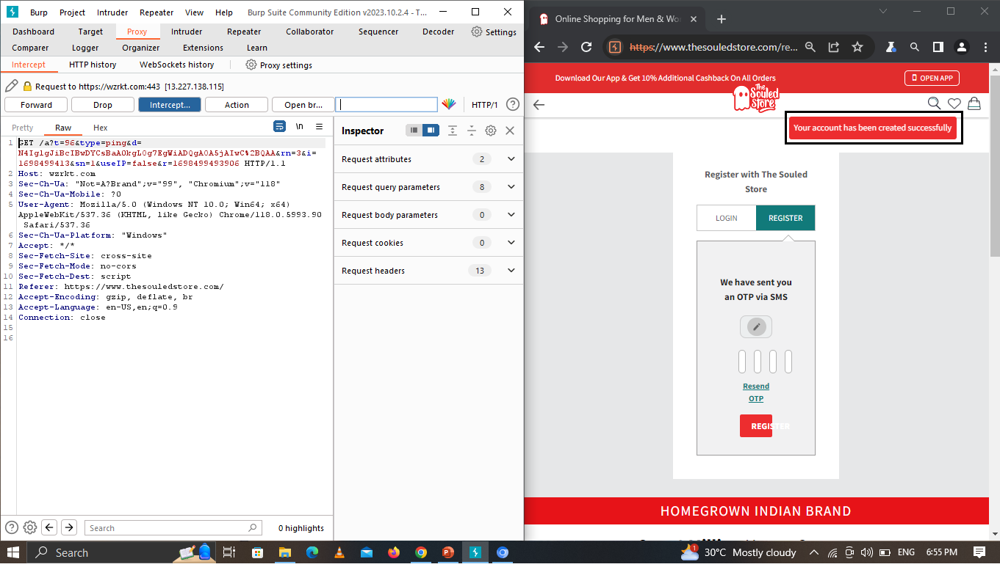 Burp Project Intruder Repeater View Help Burp Suite Community Edition v2023.10.2.4 - T...
Dashboard Target Proxy Intruder Repeater Collaborator Sequencer Decoder Settings
Comparer Logger Organizer Extensions Learn
Intercept HTTP history WebSockets history Proxy settings
Request to https://wzrkt.com:443 [13.227.138.115]
Forward Drop Intercept... Action Open br... HTTP/1
Pretty Raw Hex \n
1 GET /a?t=96&type=ping&d=
N4IglgJiBcIBwDYCsBaAOkgLOg7EgWiADQgAOA5jAIwC%2BQAA&rn=3&i=
1698499413&sn=1&useIP=false&r=1698499493906 HTTP/1.1
2 Host: wzrkt.com
3 Sec-Ch-Ua: "Not=A?Brand";v="99", "Chromium";v="118"
4 Sec-Ch-Ua-Mobile: ?0
5 User-Agent: Mozilla/5.0 (Windows NT 10.0; Win64; x64)
AppleWebKit/537.36 (KHTML, like Gecko) Chrome/118.0.5993.90
Safari/537.36
6 Sec-Ch-Ua-Platform: "Windows"
7 Accept: */*
8 Sec-Fetch-Site: cross-site
9 Sec-Fetch-Mode: no-cors
10 Sec-Fetch-Dest: script
11 Referer: https://www.thesouledstore.com/
12 Accept-Encoding: gzip, deflate, br
13 Accept-Language: en-US,en;q=0.9
14 Connection: close
15
16
Search 0 highlights
Inspector
Request attributes 2
Request query parameters 8
Request body parameters 0
Request cookies 0
Request headers 13
Online Shopping for Men & Wo
https://www.thesouledstore.com/re...
Download Our App & Get 10% Additional Cashback On All Orders OPEN APP
The
Souled
Store
Your account has been created successfully
Register with The Souled
Store
LOGIN REGISTER
We have sent you
an OTP via SMS
Resend
OTP
REGISTER
HOMEGROWN INDIAN BRAND
Search 1 30°C Mostly cloudy ENG 6:55 PM